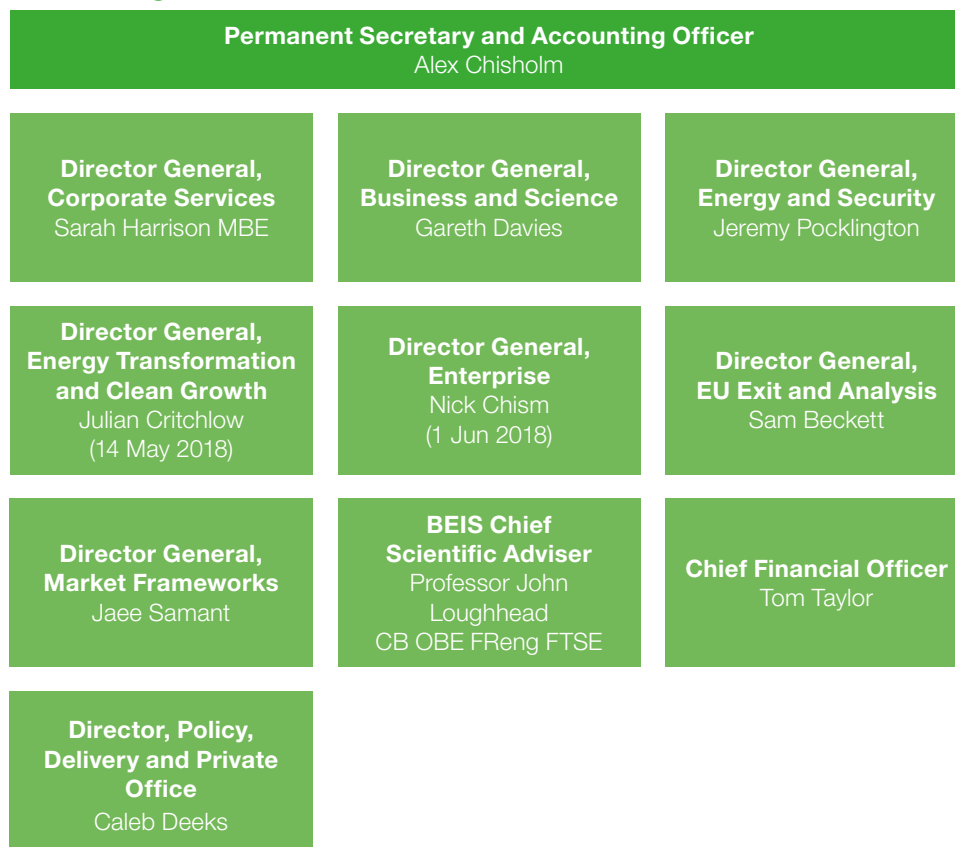 Permanent Secretary and Accounting Officer
Alex Chisholm
Director General,
Corporate Services
Sarah Harrison MBE
Director General,
Business and Science
Gareth Davies
Director General,
Energy and Security
Jeremy Pocklington
Director General,
Energy Transformation
and Clean Growth
Julian Critchlow
(14 May 2018)
Director General,
Enterprise
Nick Chism
(1 Jun 2018)
Director General,
EU Exit and Analysis
Sam Beckett
Director General,
Market Frameworks
Jaee Samant
BEIS Chief
Scientific Adviser
Professor John
Loughhead
CB OBE FReng FTSE
Chief Financial Officer
Tom Taylor
Director, Policy,
Delivery and Private
Office
Caleb Deeks